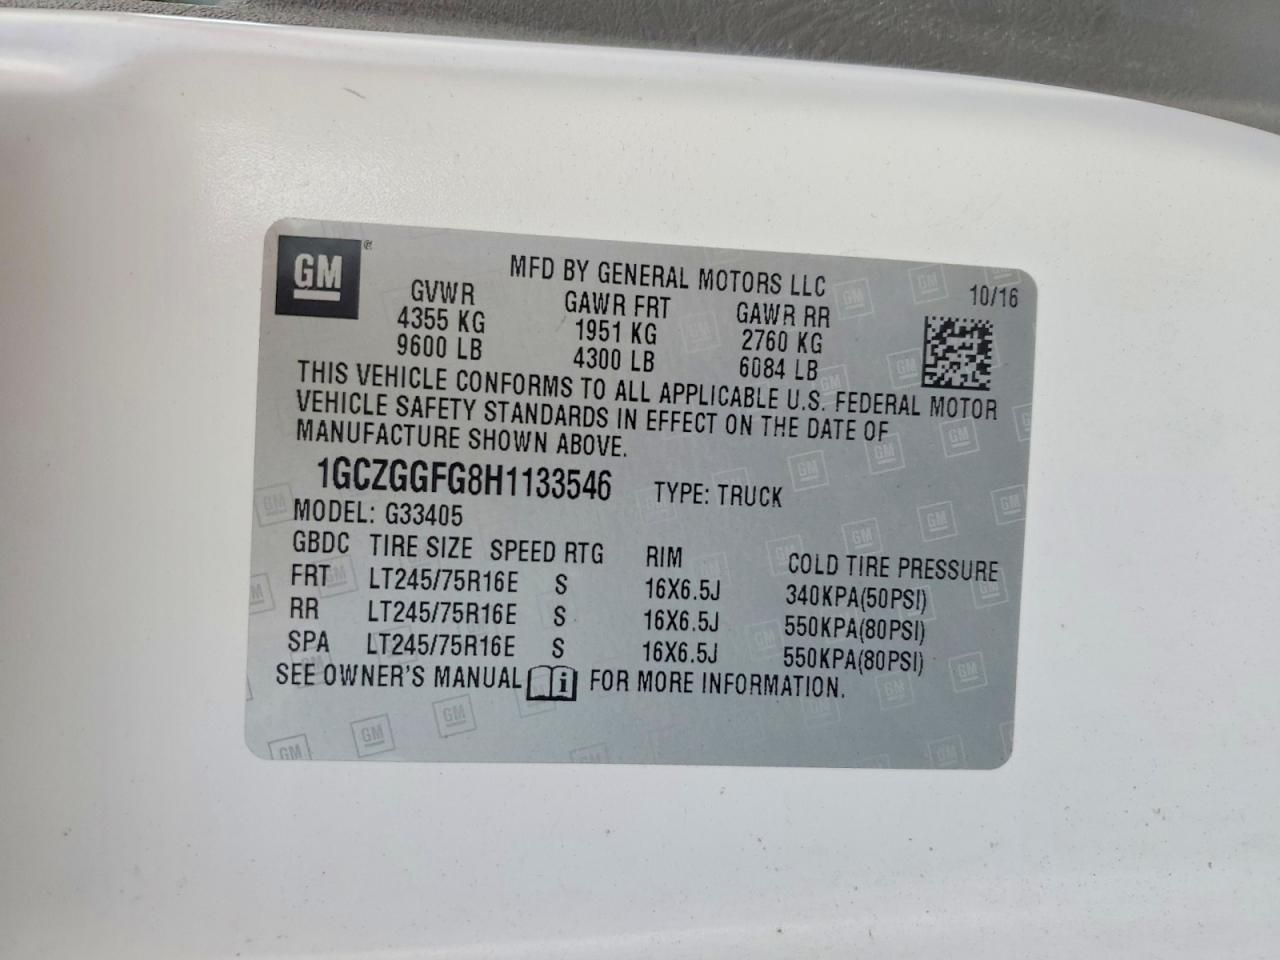 GM
MFD BY GENERAL MOTORS LLC
10/16
GVWR GAWR FRT GAWR RR
4355 KG 1951 KG 2760 KG
9600 LB 4300 LB 6084 LB
THIS VEHICLE CONFORMS TO ALL APPLICABLE U.S. FEDERAL MOTOR
VEHICLE SAFETY STANDARDS IN EFFECT ON THE DATE OF
MANUFACTURE SHOWN ABOVE.
1GCZGGFG8H1133546 TYPE: TRUCK
MODEL: G33405
GBDC TIRE SIZE SPEED RTG RIM COLD TIRE PRESSURE
FRT LT245/75R16E S 16X6.5J 340KPA(50PSI)
RR LT245/75R16E S 16X6.5J 550KPA(80PSI)
SPA LT245/75R16E S 16X6.5J 550KPA(80PSI)
SEE OWNER'S MANUAL i FOR MORE INFORMATION.